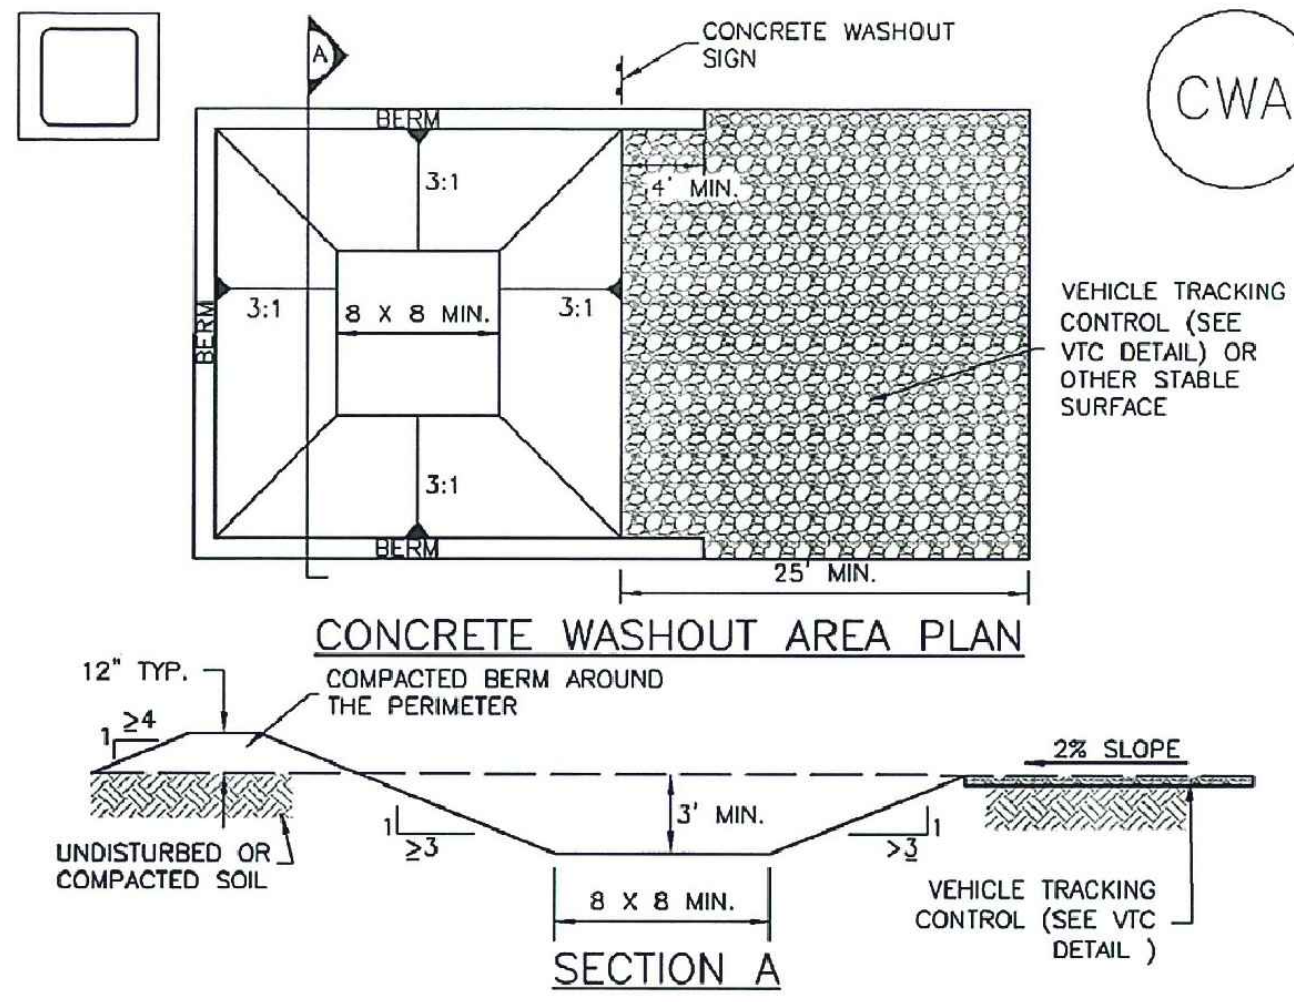 A
CONCRETE WASHOUT
SIGN
CWA
BERM
3:1
4' MIN.
BERM
3:1
8 X 8 MIN.
3:1
VEHICLE TRACKING
CONTROL (SEE
VTC DETAIL) OR
OTHER STABLE
SURFACE
3:1
BERM
25' MIN.
CONCRETE WASHOUT AREA PLAN
12" TYP.
COMPACTED BERM AROUND
THE PERIMETER
1
≥4
2% SLOPE
3' MIN.
1
≥3
1
>3
UNDISTURBED OR
COMPACTED SOIL
8 X 8 MIN.
VEHICLE TRACKING
CONTROL (SEE VTC
DETAIL )
SECTION A